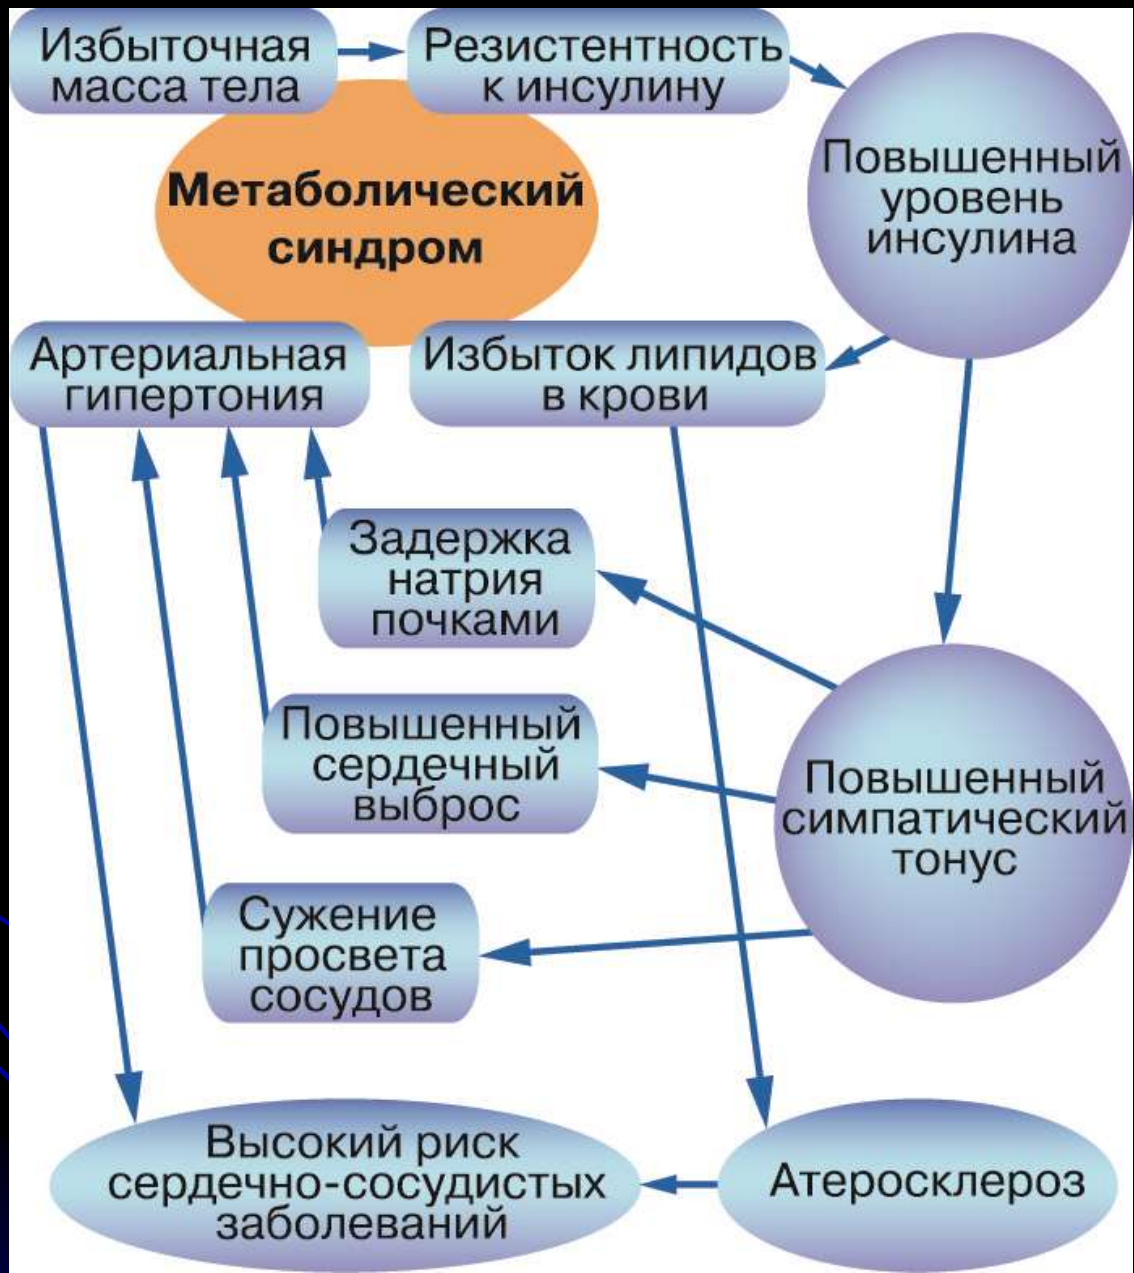 Избыточная
масса тела
Резистентность
к инсулину
Повышенный
уровень
инсулина
Метаболический
синдром
Артериальная
гипертония
Избыток липидов
в крови
Задержка
натрия
почками
Повышенный
сердечный
выброс
Повышенный
симпатический
тонус
Сужение
просвета
сосудов
Высокий риск
сердечно-сосудистых
заболеваний
Атеросклероз